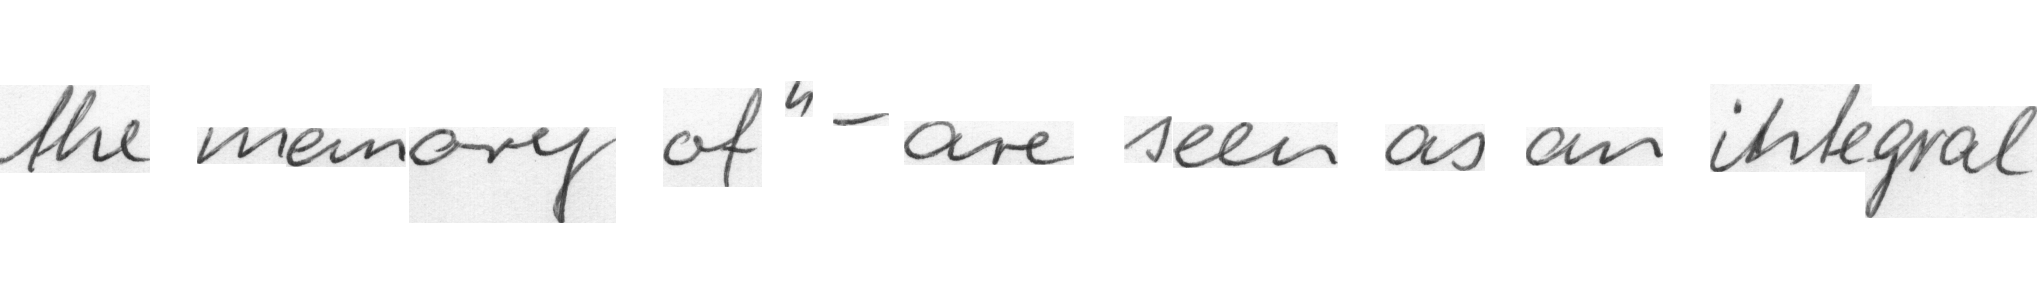 the memory of" - are seen as an integral